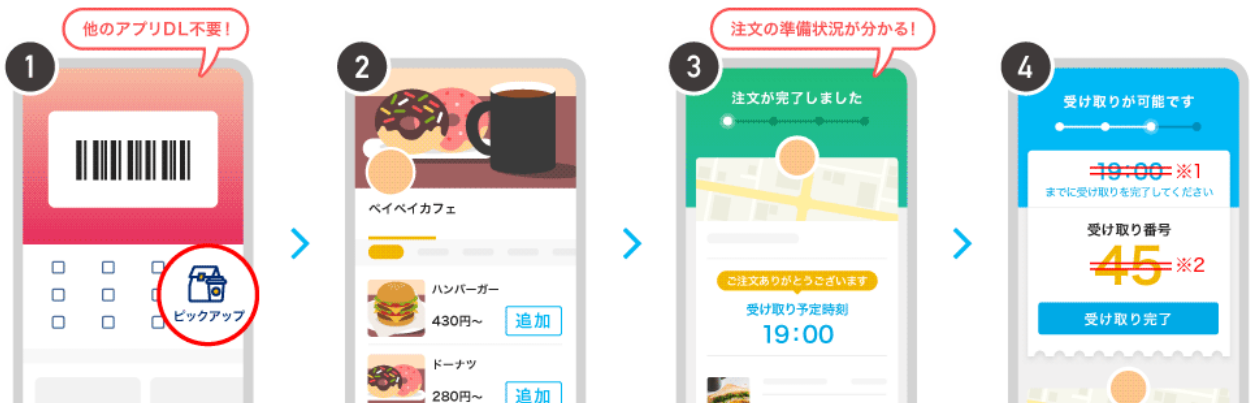 他のアプリDL不要!
1
ピックアップ
2
ペイペイカフェ
ハンバーガー
430円〜
追加
ドーナツ
280円〜
追加
注文の準備状況が分かる!
3
注文が完了しました
ご注文ありがとうございます
受け取り予定時刻
19:00
4
受け取りが可能です
19:00 ※1
までに受け取りを完了してください
受け取り番号
45 ※2
受け取り完了